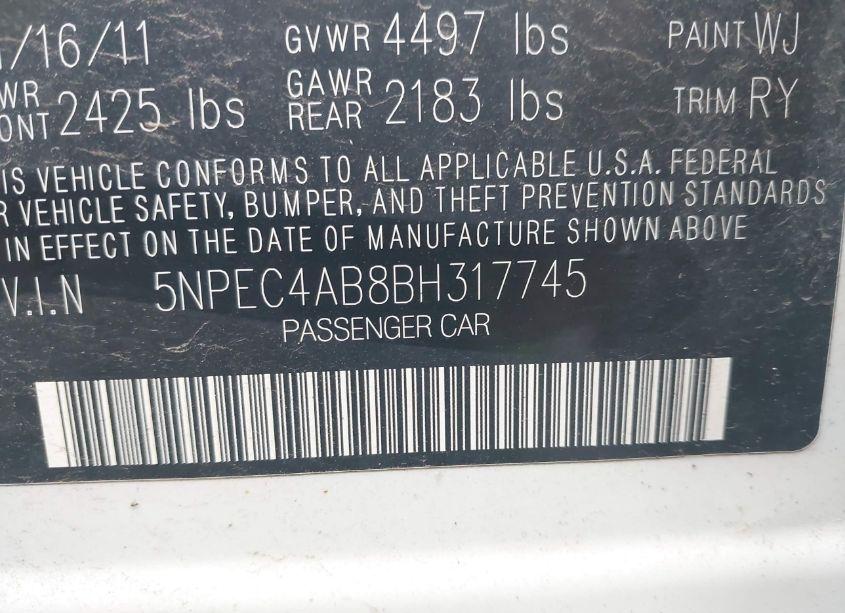 /16/11 GVWR 4497 lbs PAINT WJ
WR GAWR
ONT 2425 lbs REAR 2183 lbs TRIM RY
IS VEHICLE CONFORMS TO ALL APPLICABLE U.S.A. FEDERAL
R VEHICLE SAFETY, BUMPER, AND THEFT PREVENTION STANDARDS
IN EFFECT ON THE DATE OF MANUFACTURE SHOWN ABOVE
V.I.N 5NPEC4AB8BH317745
PASSENGER CAR